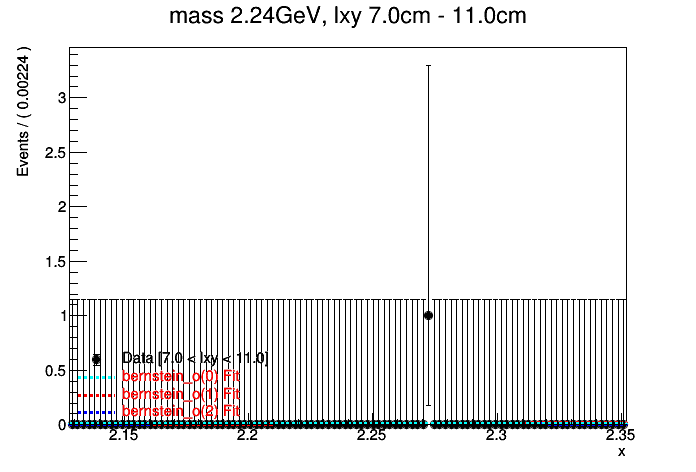 mass 2.24GeV, lxy 7.0cm - 11.0cm
Events / ( 0.00224 )
3
2.5
2
1.5
1
0.5
0
Data [7.0 < lxy < 11.0]
bernstein_o(0) Fit
bernstein_o(1) Fit
bernstein_o(2) Fit
2.15 2.2 2.25 2.3 2.35
x